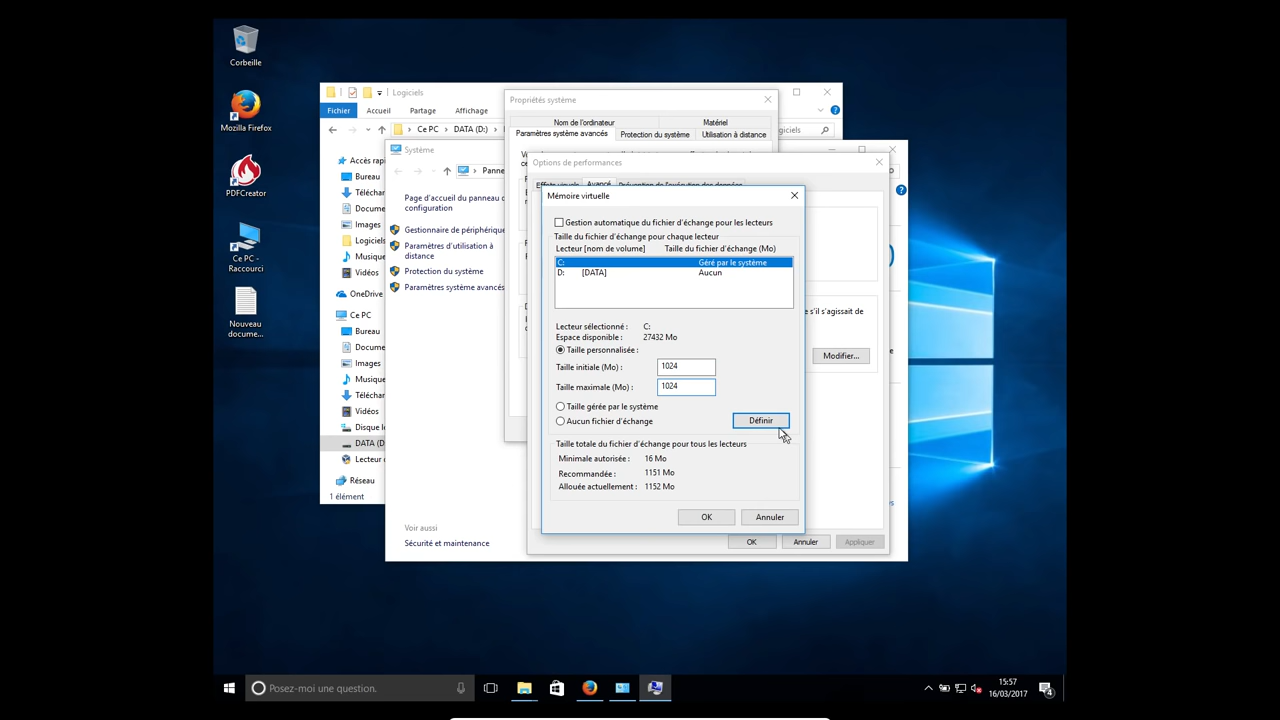 Corbeille
Mozilla Firefox
PDFCreator
Ce PC -
Raccourci
Nouveau
docume...
Logiciels
Fichier
Accueil
Partage
Affichage
Ce PC
DATA (D:)
Accès rapi
Bureau
Téléchar
Docume
Images
Logiciels
Musique
Vidéos
OneDrive
Ce PC
Bureau
Docume
Images
Musique
Téléchar
Vidéos
Disque lo
DATA (D
Lecteur d
Réseau
1 élément
Système
Panne
Page d'accueil du panneau d
configuration
Gestionnaire de périphérique
Paramètres d'utilisation à
distance
Protection du système
Paramètres système avancés
Voir aussi
Sécurité et maintenance
Propriétés système
Nom de l'ordinateur
Matériel
Paramètres système avancés
Protection du système
Utilisation à distance
Options de performances
Effets visuels
Avancé
Prévention de l'exécution des données
e s'il s'agissait de
Modifier...
OK
Annuler
Appliquer
Mémoire virtuelle
Gestion automatique du fichier d'échange pour les lecteurs
Taille du fichier d'échange pour chaque lecteur
Lecteur [nom de volume] Taille du fichier d'échange (Mo)
C: Géré par le système
D: [DATA] Aucun
Lecteur sélectionné : C:
Espace disponible : 27432 Mo
Taille personnalisée :
Taille initiale (Mo) : 1024
Taille maximale (Mo) : 1024
Taille gérée par le système
Aucun fichier d'échange
Définir
Taille totale du fichier d'échange pour tous les lecteurs
Minimale autorisée : 16 Mo
Recommandée : 1151 Mo
Allouée actuellement : 1152 Mo
OK
Annuler
Posez-moi une question.
15:57
16/03/2017
4